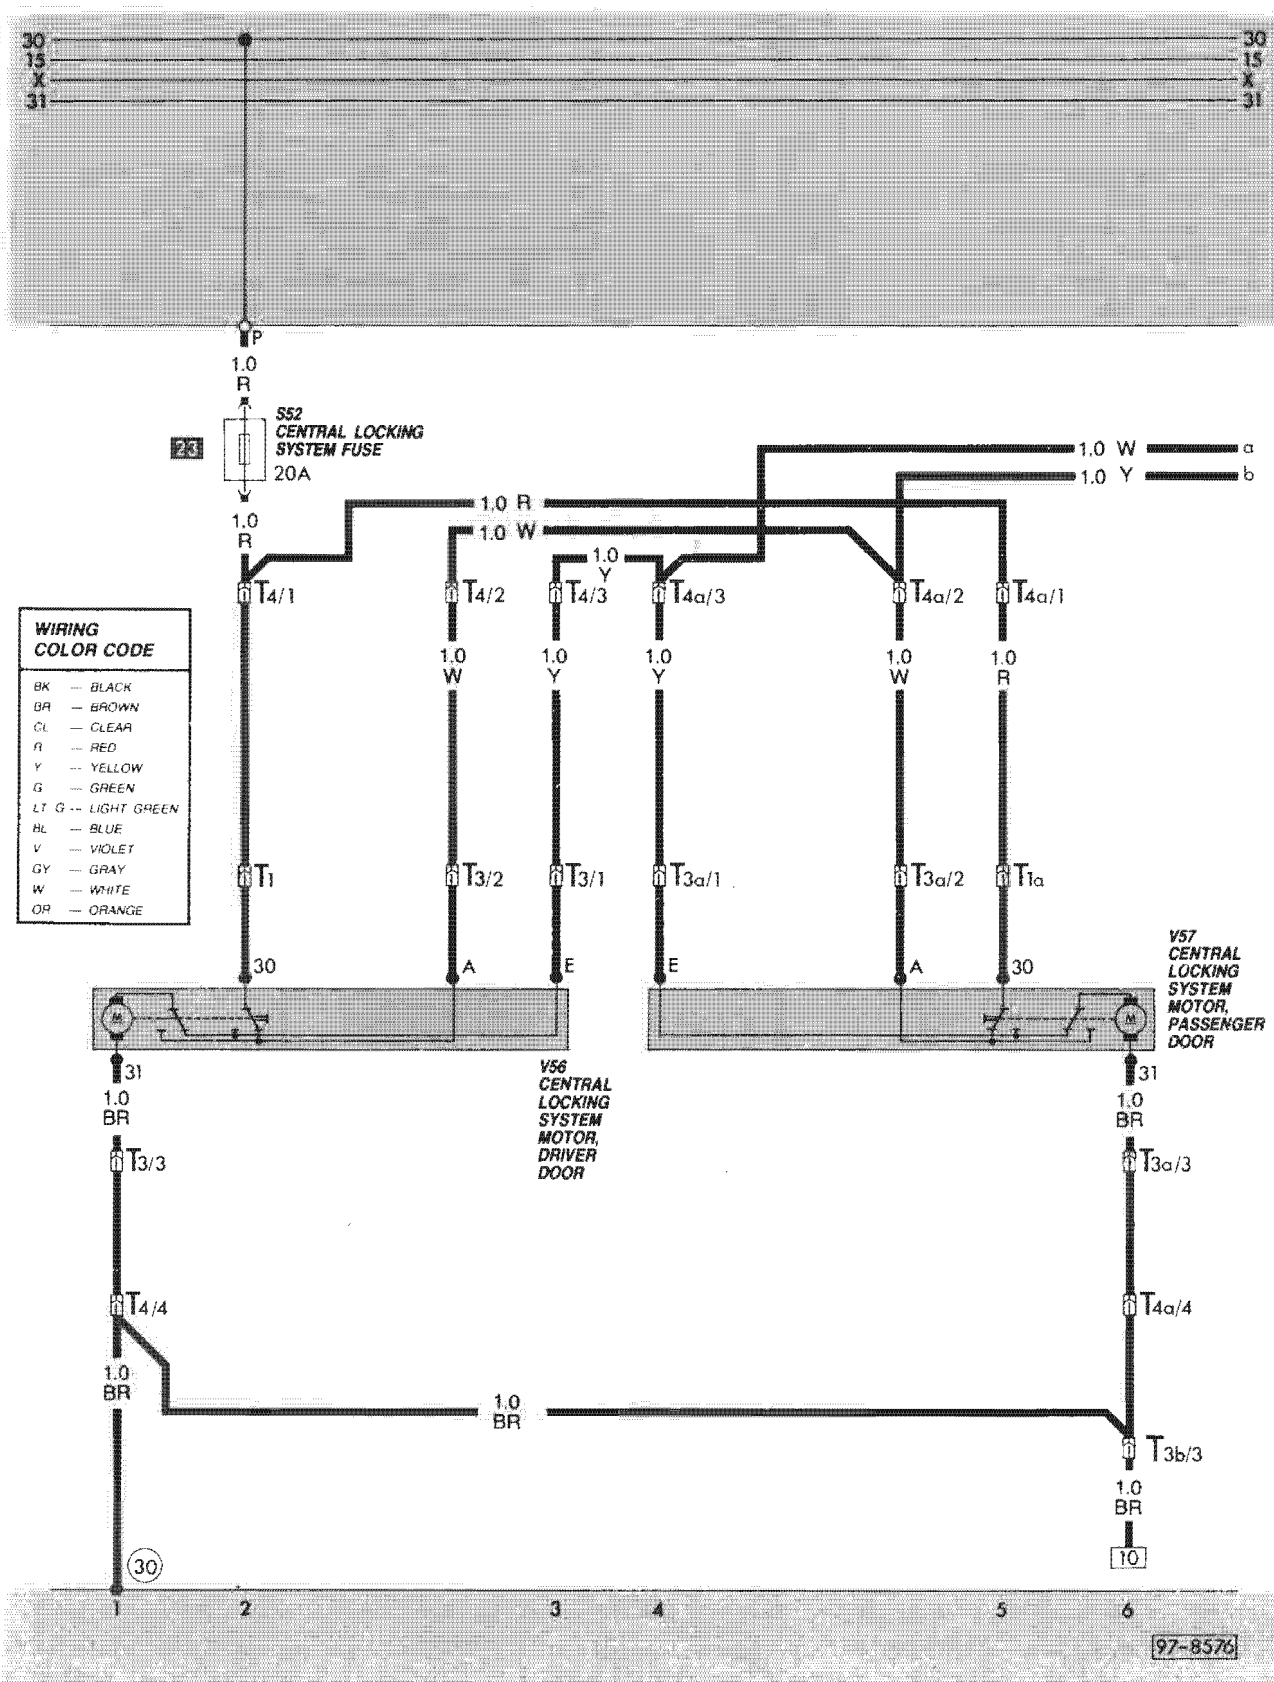 30 30
15 15
X X
31 31
P
1.0
R
S52
CENTRAL LOCKING
SYSTEM FUSE
20A
23
1.0 W a
1.0 Y b
1.0
R
1.0 R
1.0 W
1.0
Y
T4/1 T4/2 T4/3 T4a/3 T4a/2 T4a/1
WIRING
COLOR CODE
BK — BLACK
BR — BROWN
CL — CLEAR
R — RED
Y — YELLOW
G — GREEN
LT G — LIGHT GREEN
BL — BLUE
V — VIOLET
GY — GRAY
W — WHITE
OR — ORANGE
1.0 1.0 1.0 1.0 1.0
W Y Y W R
T1 T3/2 T3/1 T3a/1 T3a/2 T1a
30 A E E A 30
V57
CENTRAL
LOCKING
SYSTEM
MOTOR,
PASSENGER
DOOR
M M
V56
CENTRAL
LOCKING
SYSTEM
MOTOR,
DRIVER
DOOR
31 31
1.0 1.0
BR BR
T3/3 T3a/3
T4/4 T4a/4
1.0
BR
1.0
BR
T3b/3
1.0
BR
10
30
1 2 3 4 5 6
97-8576